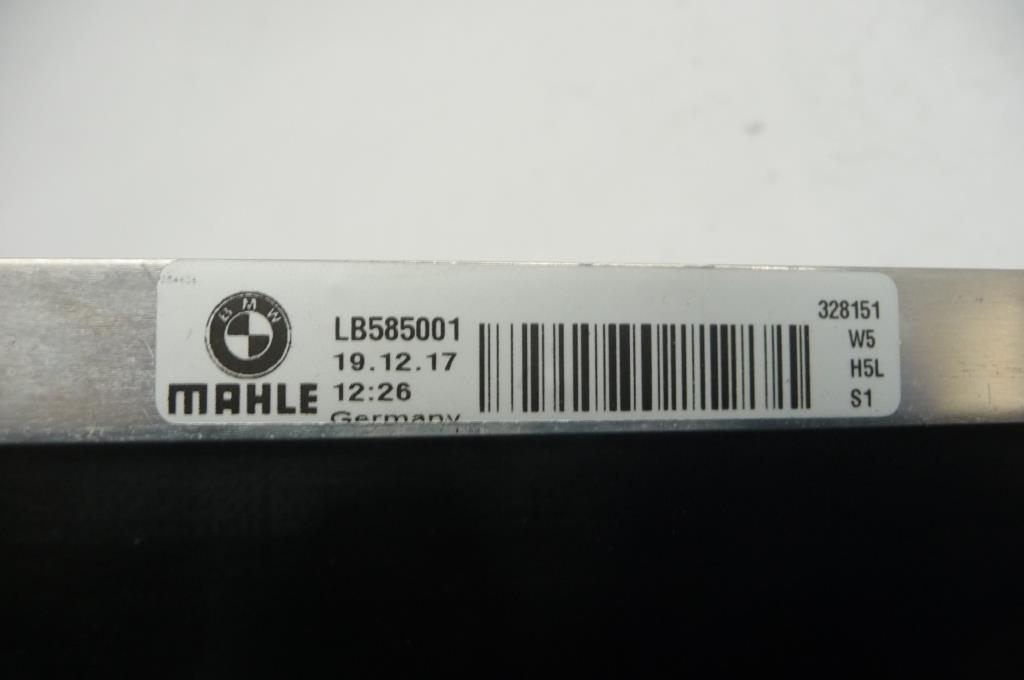 BMW
MAHLE
LB585001
19.12.17
12:26
Germany
328151
W5
H5L
S1